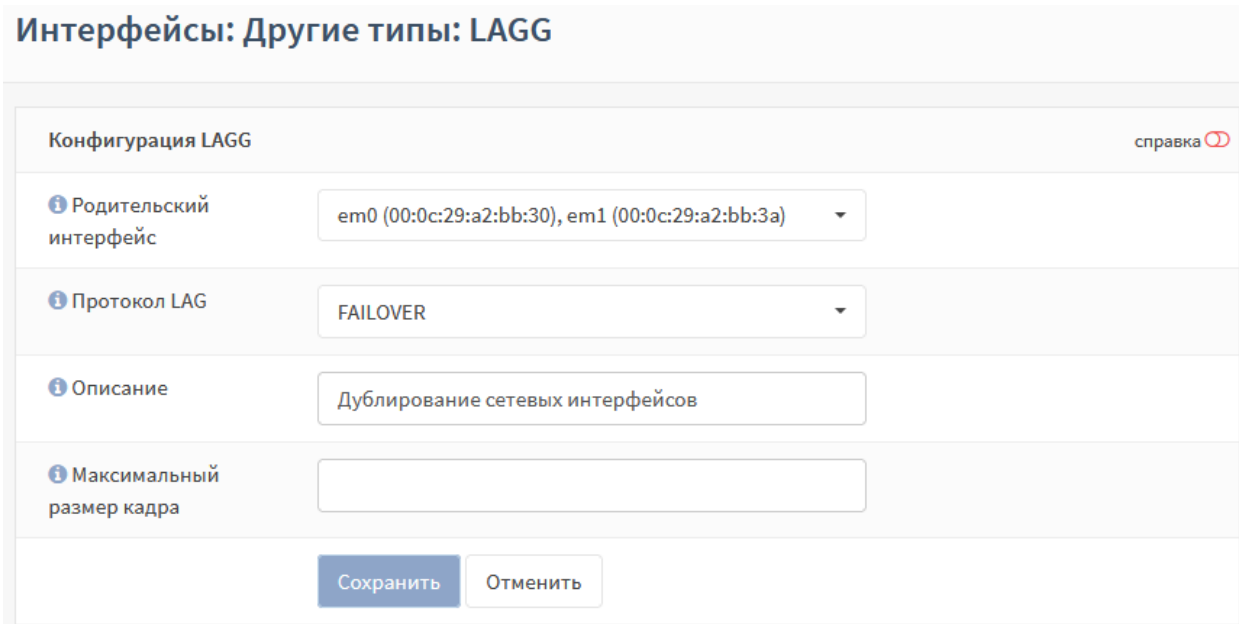 Интерфейсы: Другие типы: LAGG
Конфигурация LAGG
справка
Родительский
интерфейс
em0 (00:0c:29:a2:bb:30), em1 (00:0c:29:a2:bb:3a)
Протокол LAG
FAILOVER
Описание
Дублирование сетевых интерфейсов
Максимальный
размер кадра
Сохранить
Отменить